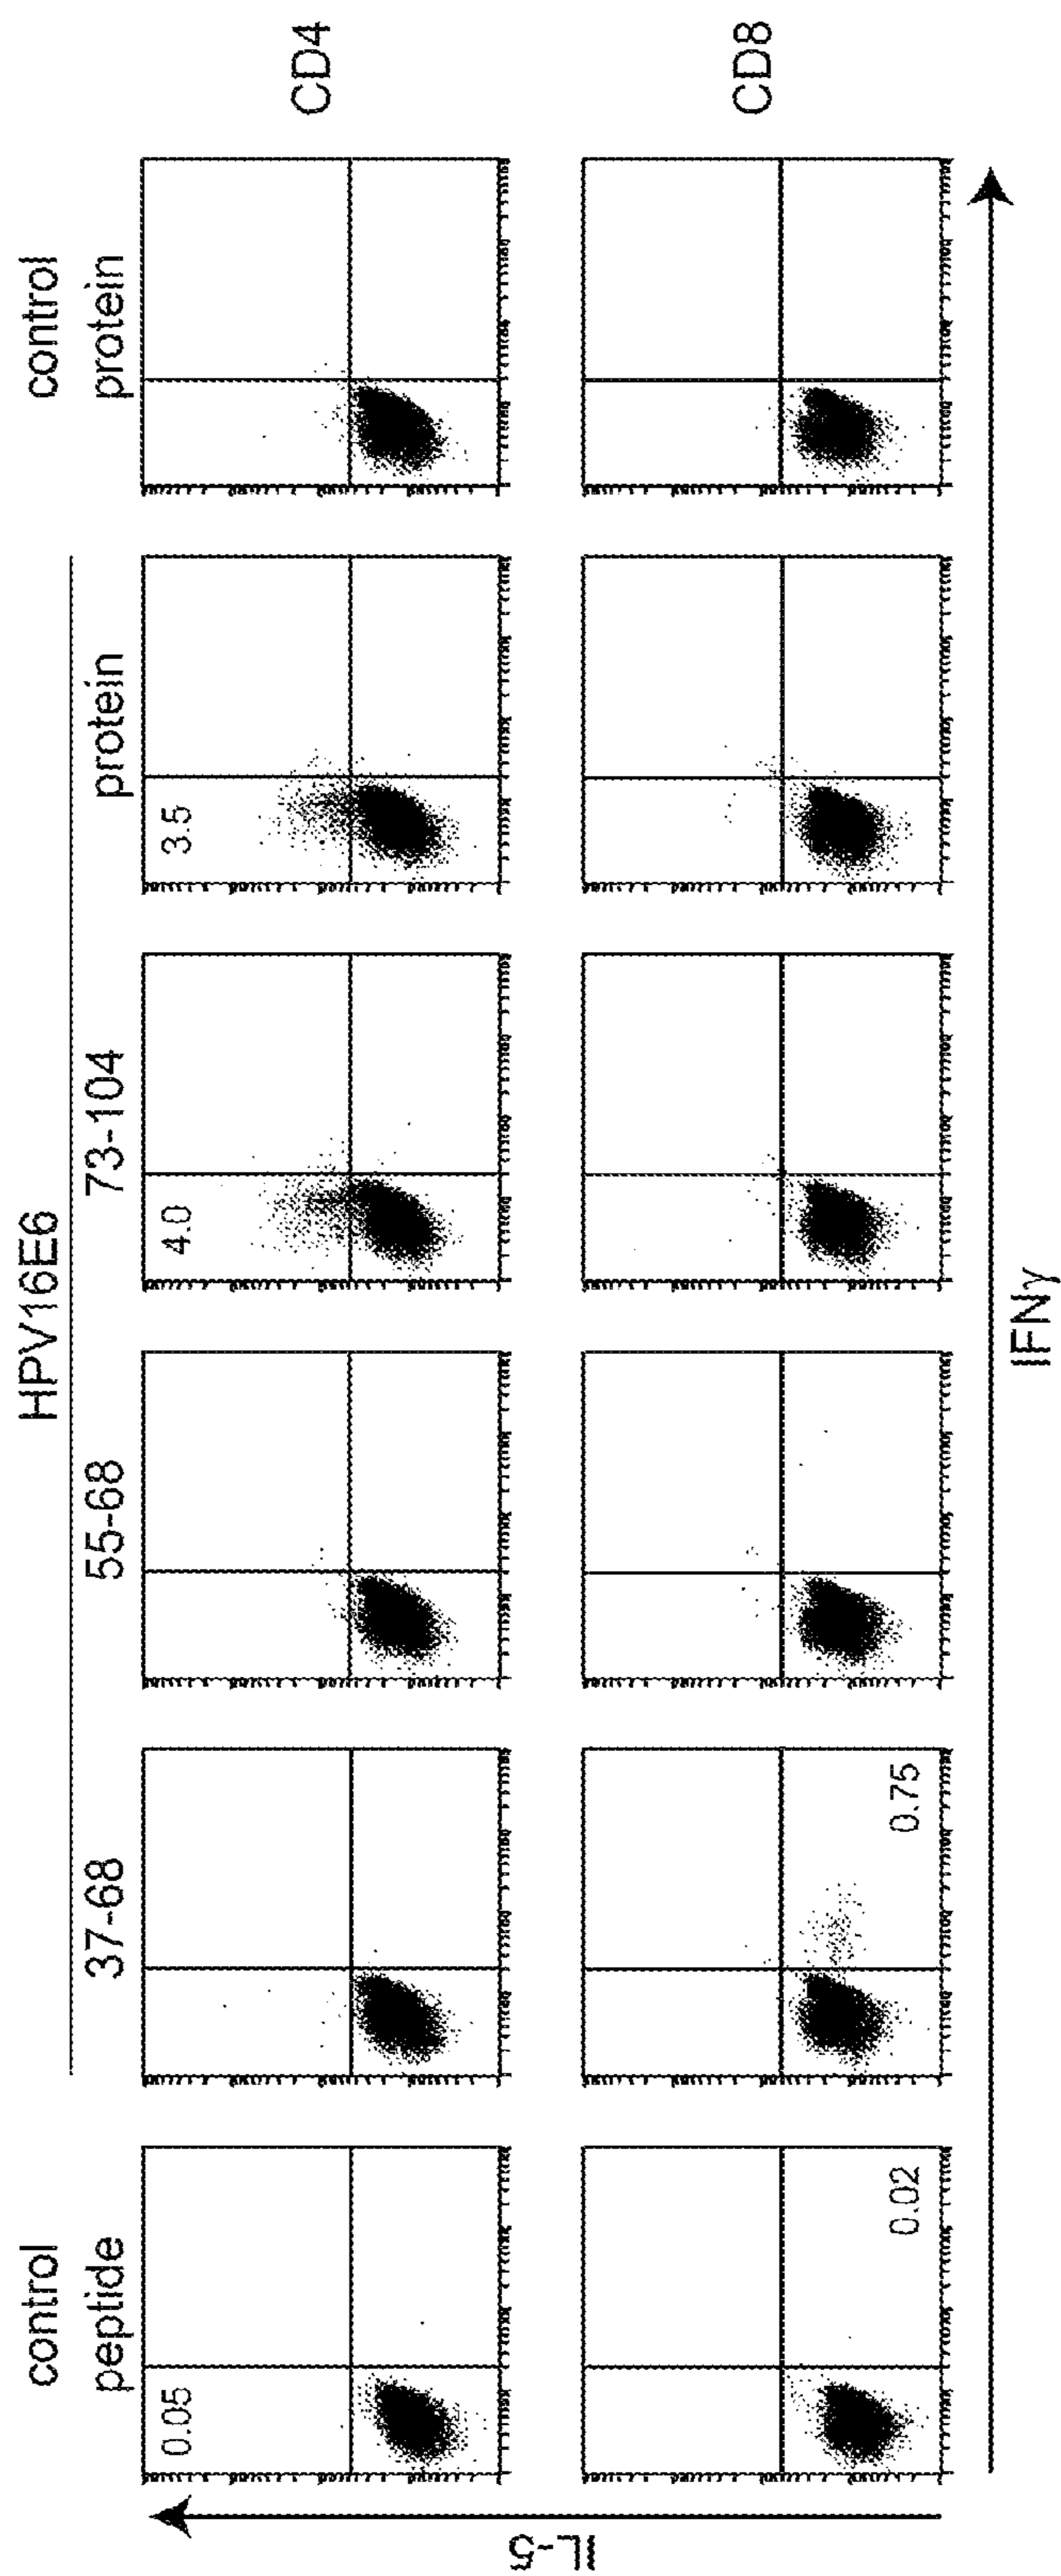 HPV16E6
control
peptide
37-68
55-68
73-104
protein
control
protein
0.05
4.0
3.5
CD4
0.02
0.75
CD8
IL-5
IFNγ